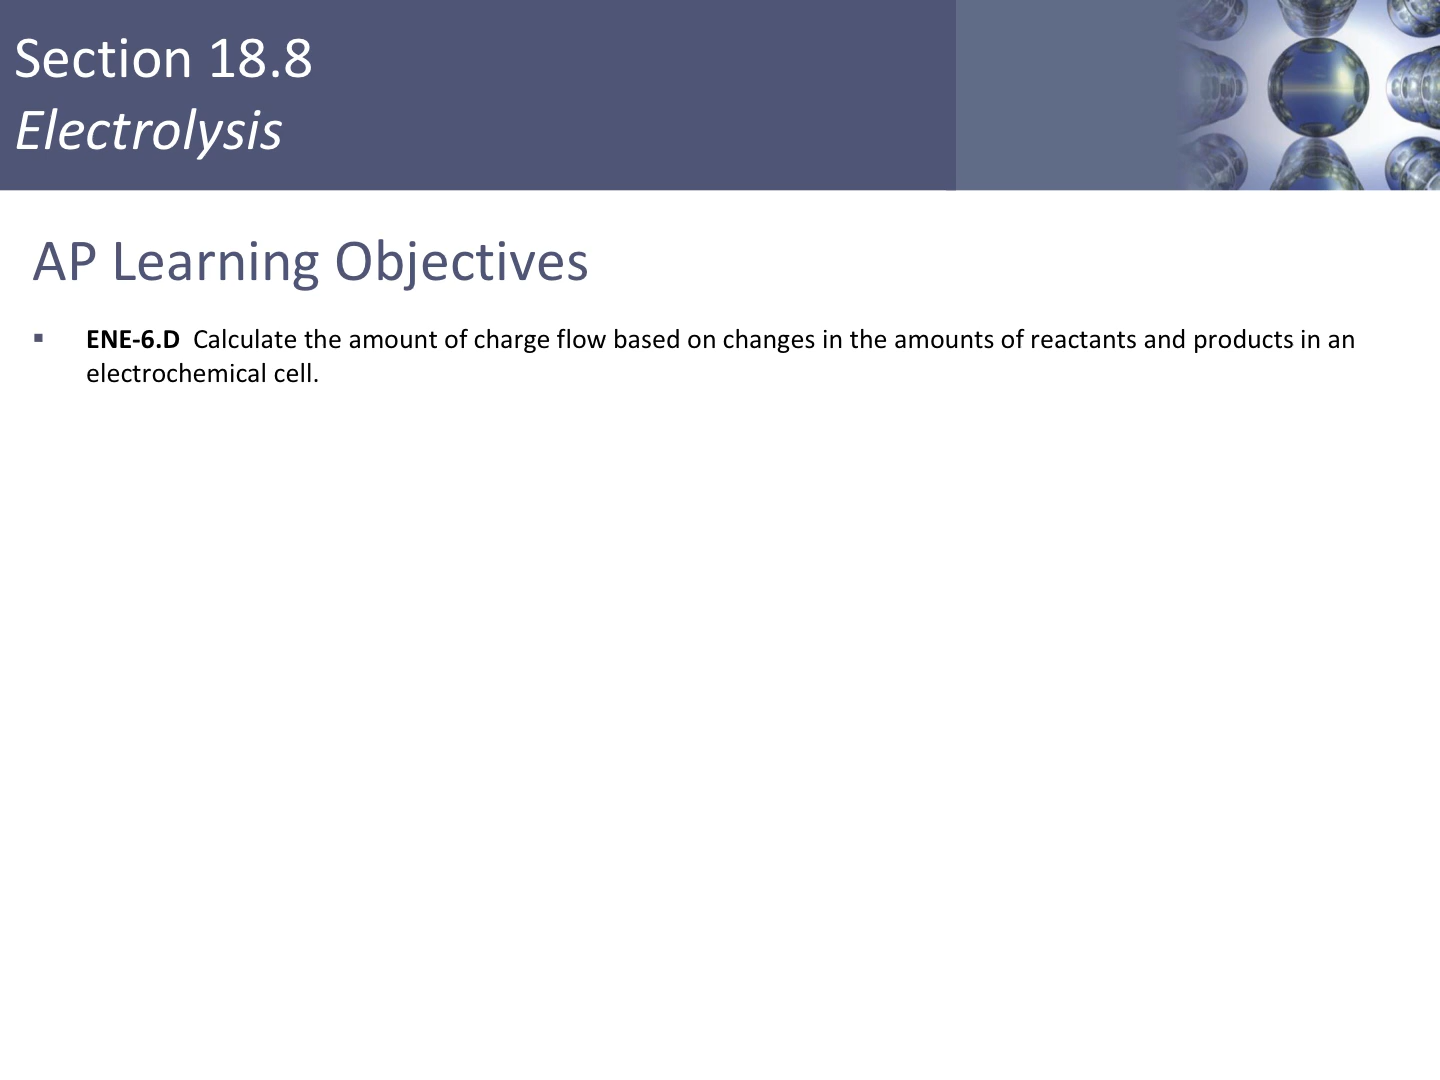 Section 18.8
Electrolysis
AP Learning Objectives
▪ ENE-6.D Calculate the amount of charge flow based on changes in the amounts of reactants and products in an
electrochemical cell.